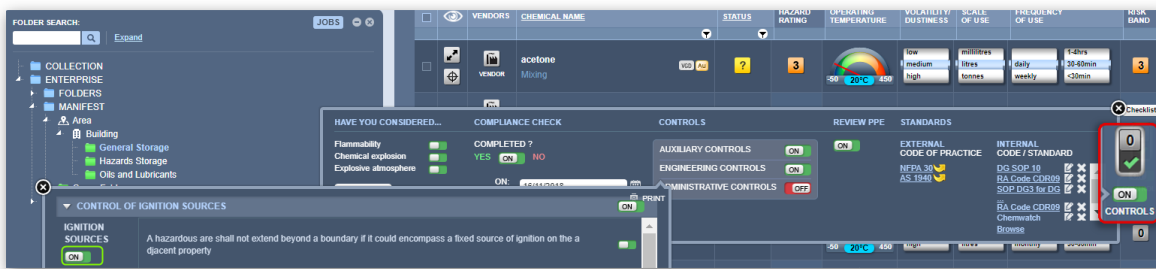 FOLDER SEARCH:
JOBS
Expand
COLLECTION
ENTERPRISE
FOLDERS
MANIFEST
Area
Building
General Storage
Hazards Storage
Oils and Lubricants
VENDORS
CHEMICAL NAME
STATUS
HAZARD
RATING
OPERATING
TEMPERATURE
VOLATILITY/
DUSTINESS
SCALE
OF USE
FREQUENCY
OF USE
RISK
BAND
VENDOR
acetone
Mixing
VCD Au
?
3
-50 20°C 450
low
medium
high
millilitres
litres
tonnes
daily
weekly
1-4hrs
30-60min
<30min
3
Checklist
HAVE YOU CONSIDERED...
Flammability
Chemical explosion
Explosive atmosphere
COMPLIANCE CHECK
COMPLETED ?
YES ON NO
ON:
PRINT
CONTROLS
AUXILIARY CONTROLS ON
ENGINEERING CONTROLS ON
ADMINISTRATIVE CONTROLS OFF
REVIEW PPE
ON
STANDARDS
EXTERNAL
CODE OF PRACTICE
NFPA 30
AS 1940
INTERNAL
CODE / STANDARD
DG SOP 10
RA Code CDR09
SOP DG3 for DG
...
RA Code CDR09
Chemwatch
Browse
0
ON
CONTROLS
0
-50 20°C 450
CONTROL OF IGNITION SOURCES
ON
IGNITION
SOURCES
ON
A hazardous are shall not extend beyond a boundary if it could encompass a fixed source of ignition on the a
djacent property